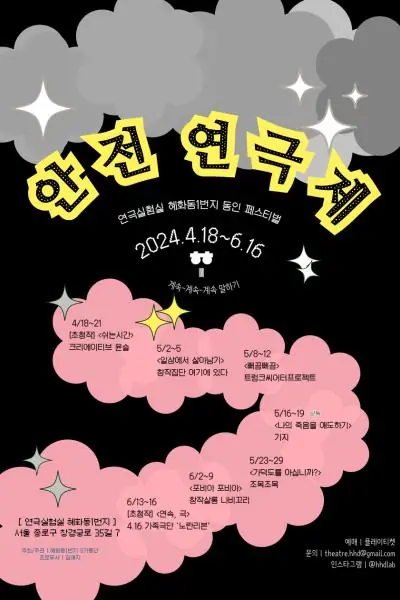 안전 연극제
연극실험실 혜화동1번지 동인 페스티벌
2024.4.18~6.16
계속~계속~계속 말하기
4/18~21
[초청작] <쉬는시간>
크리에이티브 윤슬
5/2~5
<일상에서 살아남기>
창작집단 여기에 있다
5/8~12
<뻐끔뻐끔>
트렁크씨어터프로젝트
5/16~19
<나의 죽음을 애도하기>
기지
5/23~29
<가덕도를 아십니까?>
조목조목
6/2~9
<포비아 포비아>
창작살롱 나비꼬리
6/13~16
[초청작] <연속, 극>
4.16 가족극단 '노란리본'
[ 연극실험실 혜화동1번지 ]
서울 종로구 창경궁로 35길 7
예매 | 플레이티켓
문의 | theatre.hhd@gmail.com
인스타그램 | @hhdlab